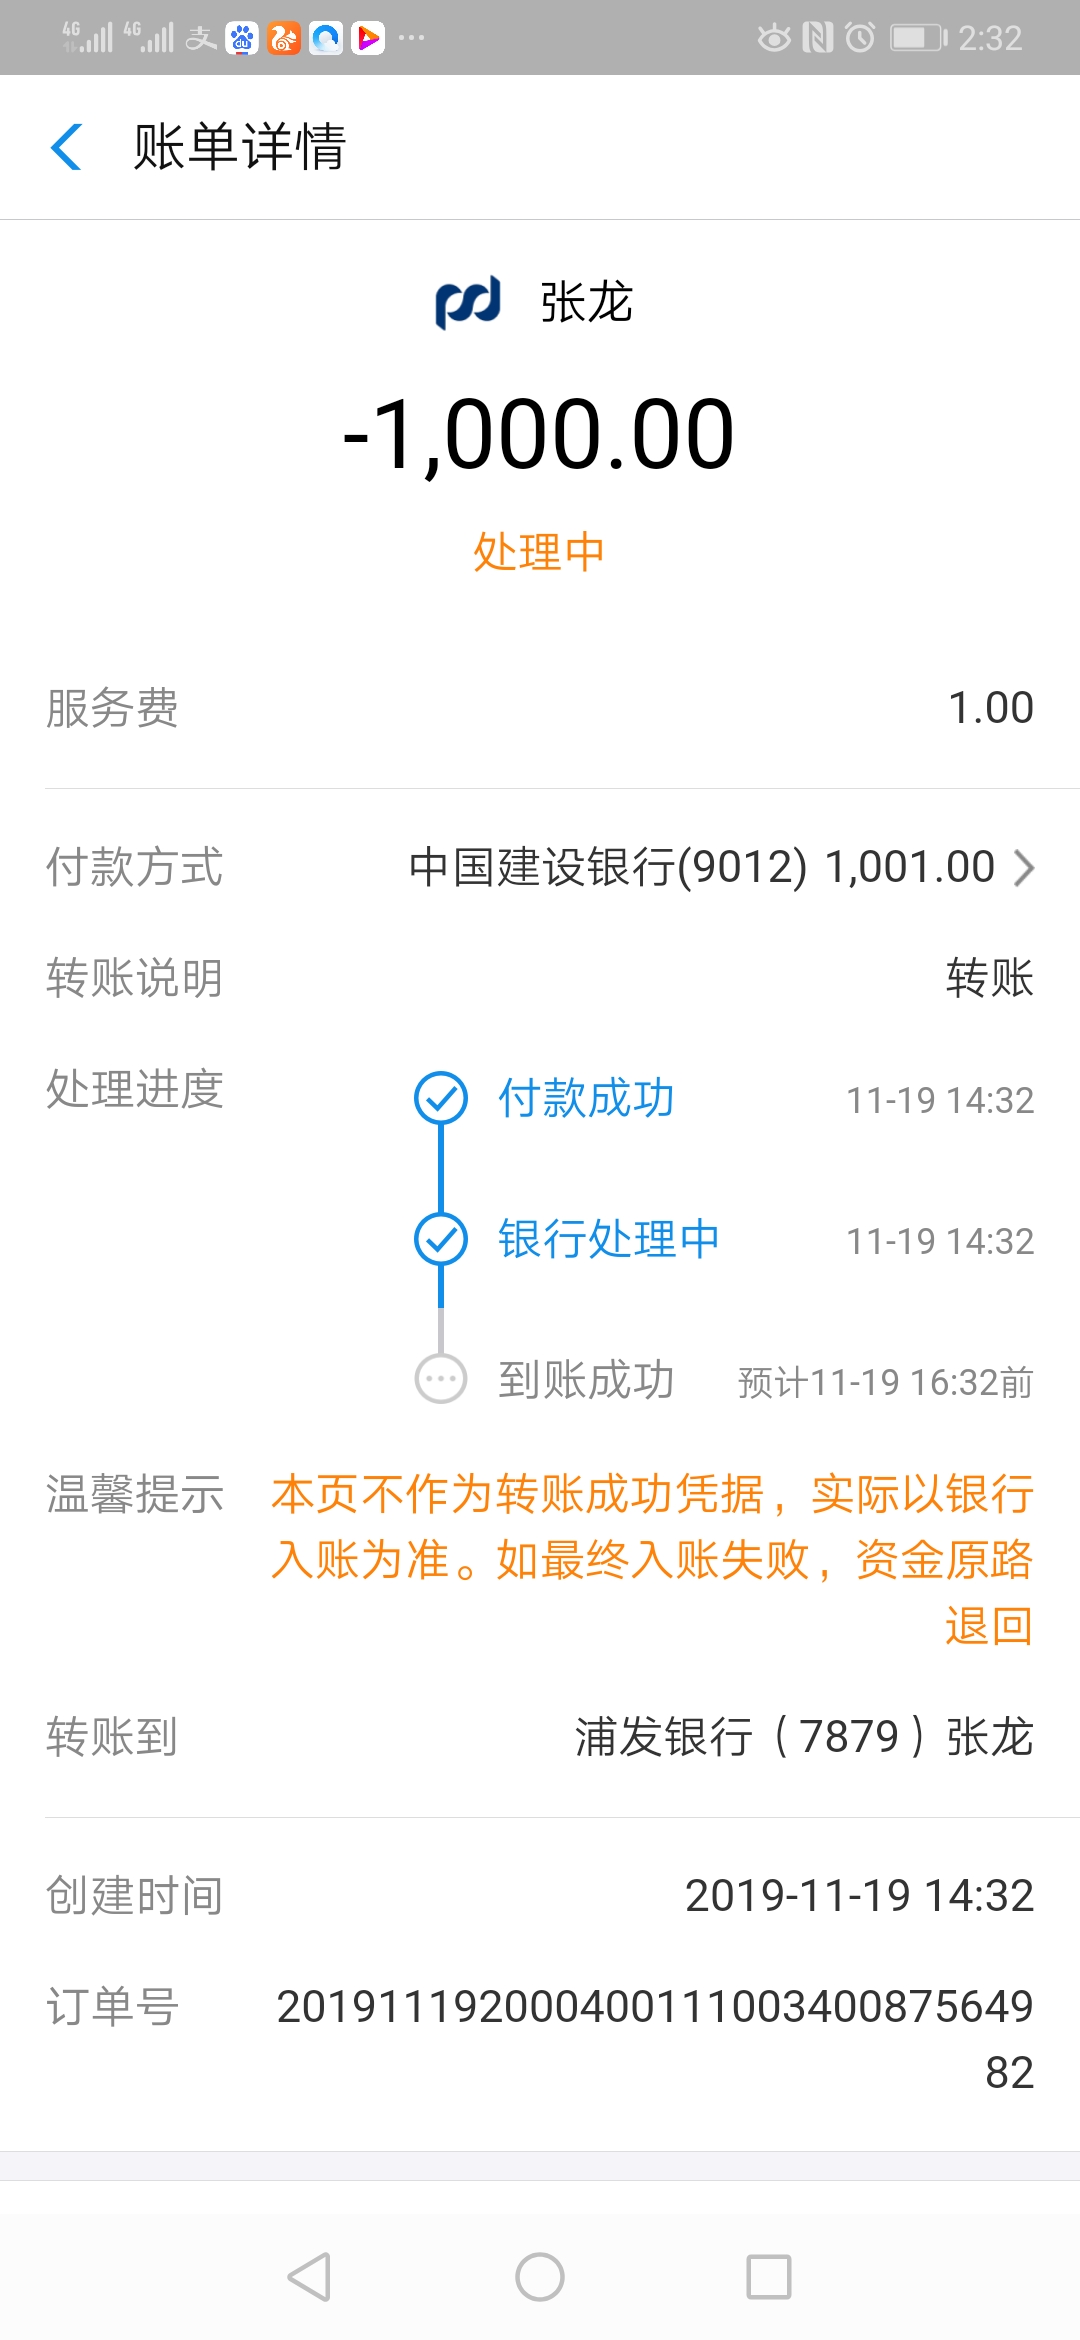 4G 4G 支 du 2:32
账单详情
张龙
-1,000.00
处理中
服务费 1.00
付款方式 中国建设银行(9012) 1,001.00
转账说明 转账
处理进度 付款成功 11-19 14:32
银行处理中 11-19 14:32
到账成功 预计11-19 16:32前
温馨提示 本页不作为转账成功凭据，实际以银行
入账为准。如最终入账失败，资金原路
退回
转账到 浦发银行（7879）张龙
创建时间 2019-11-19 14:32
订单号 20191119200040011100340087564​9
82